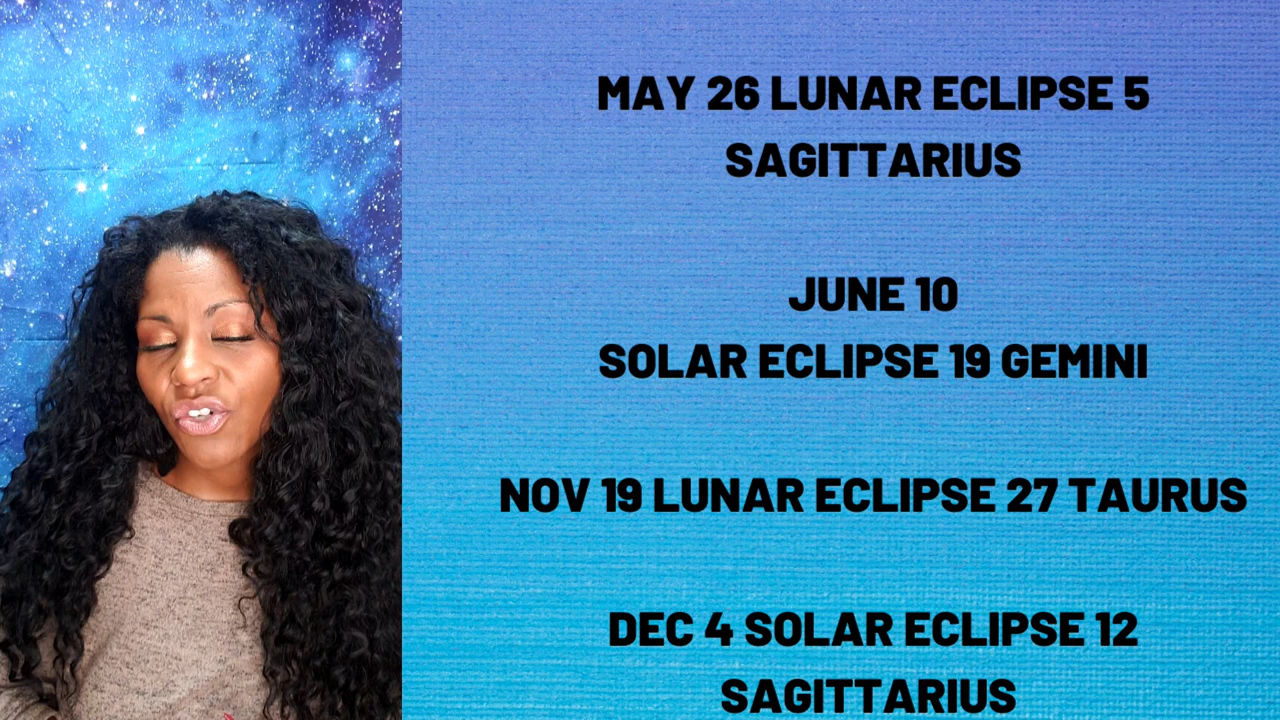 MAY 26 LUNAR ECLIPSE 5
SAGITTARIUS
JUNE 10
SOLAR ECLIPSE 19 GEMINI
NOV 19 LUNAR ECLIPSE 27 TAURUS
DEC 4 SOLAR ECLIPSE 12
SAGITTARIUS